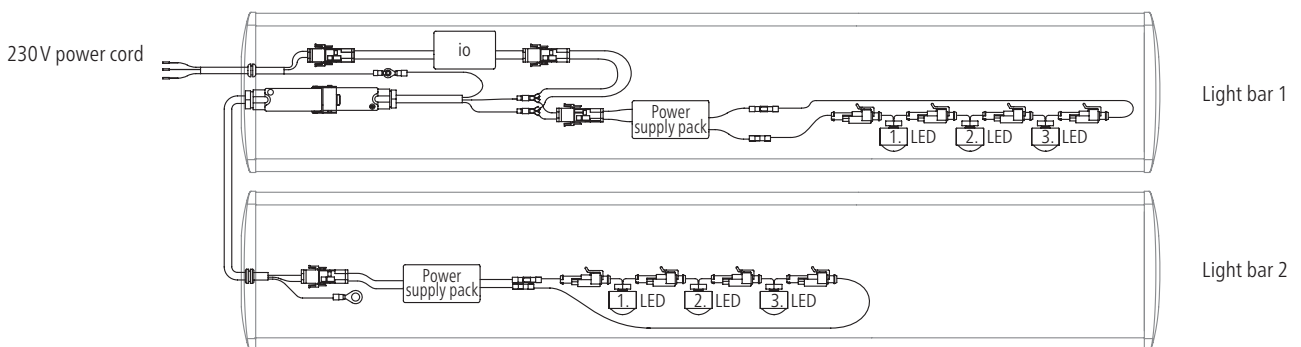 230 V power cord
io
Light bar 1
Power
supply pack
1. LED
2. LED
3. LED
Light bar 2
Power
supply pack
1. LED
2. LED
3. LED